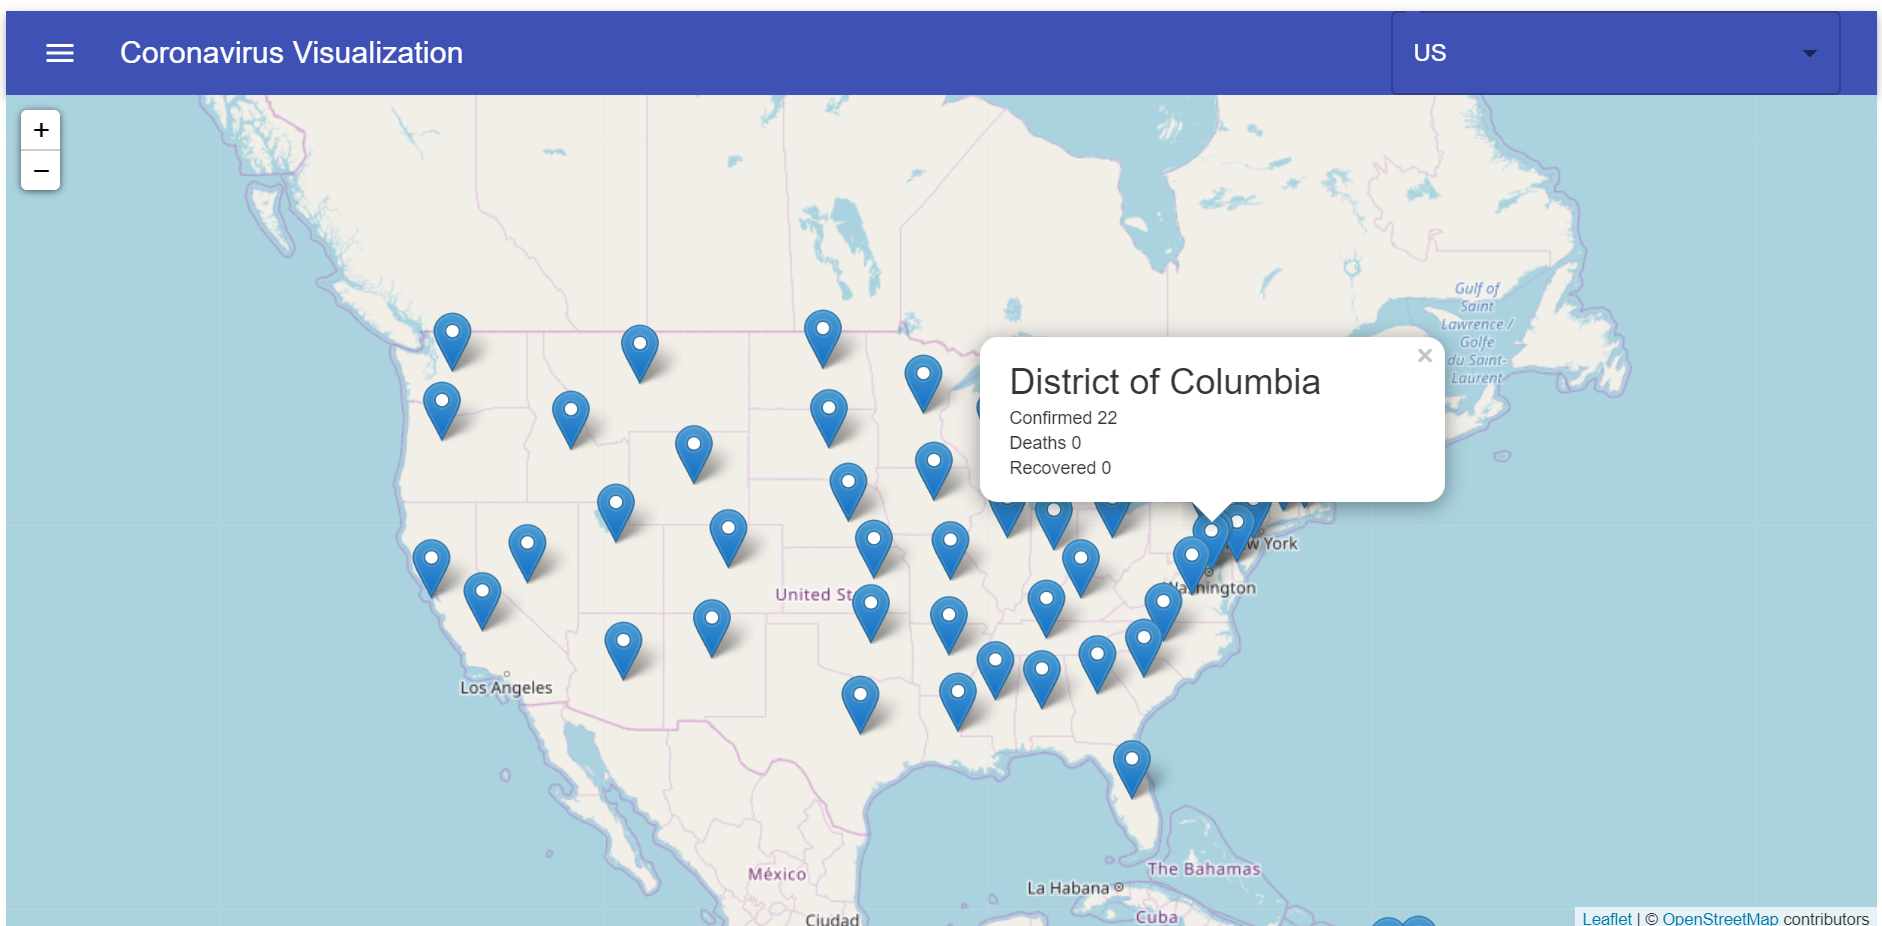 Coronavirus Visualization
US
+
−
Gulf of
Saint
Lawrence /
Golfe
du Saint-
Laurent
×
District of Columbia
Confirmed 22
Deaths 0
Recovered 0
w York
Washington
United St
Los Angeles
México
Ciudad
La Habana
The Bahamas
Cuba
Leaflet | © OpenStreetMap contributors